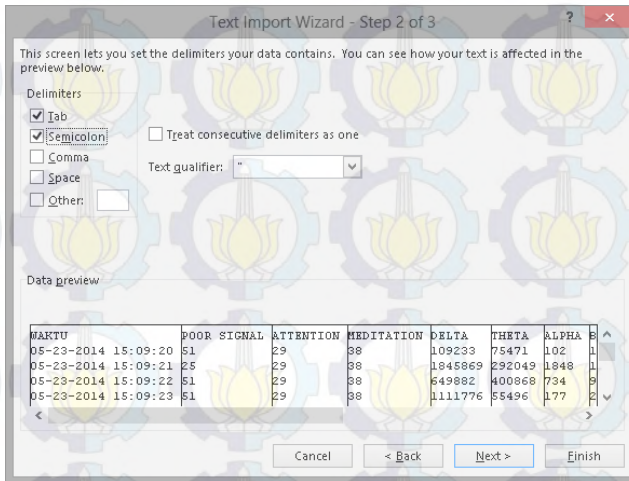 Text Import Wizard - Step 2 of 3
?
×
This screen lets you set the delimiters your data contains. You can see how your text is affected in the
preview below.
Delimiters
Tab
Semicolon
Comma
Space
Other:
Treat consecutive delimiters as one
Text qualifier: "
Data preview
WAKTU POOR SIGNAL ATTENTION MEDITATION DELTA THETA ALPHA B
05-23-2014 15:09:20 51 29 38 109233 75471 102 1
05-23-2014 15:09:21 25 29 38 1845869 292049 1848 1
05-23-2014 15:09:22 51 29 38 649882 400868 734 9
05-23-2014 15:09:23 51 29 38 1111776 55496 177 2
Cancel
< Back
Next >
Finish